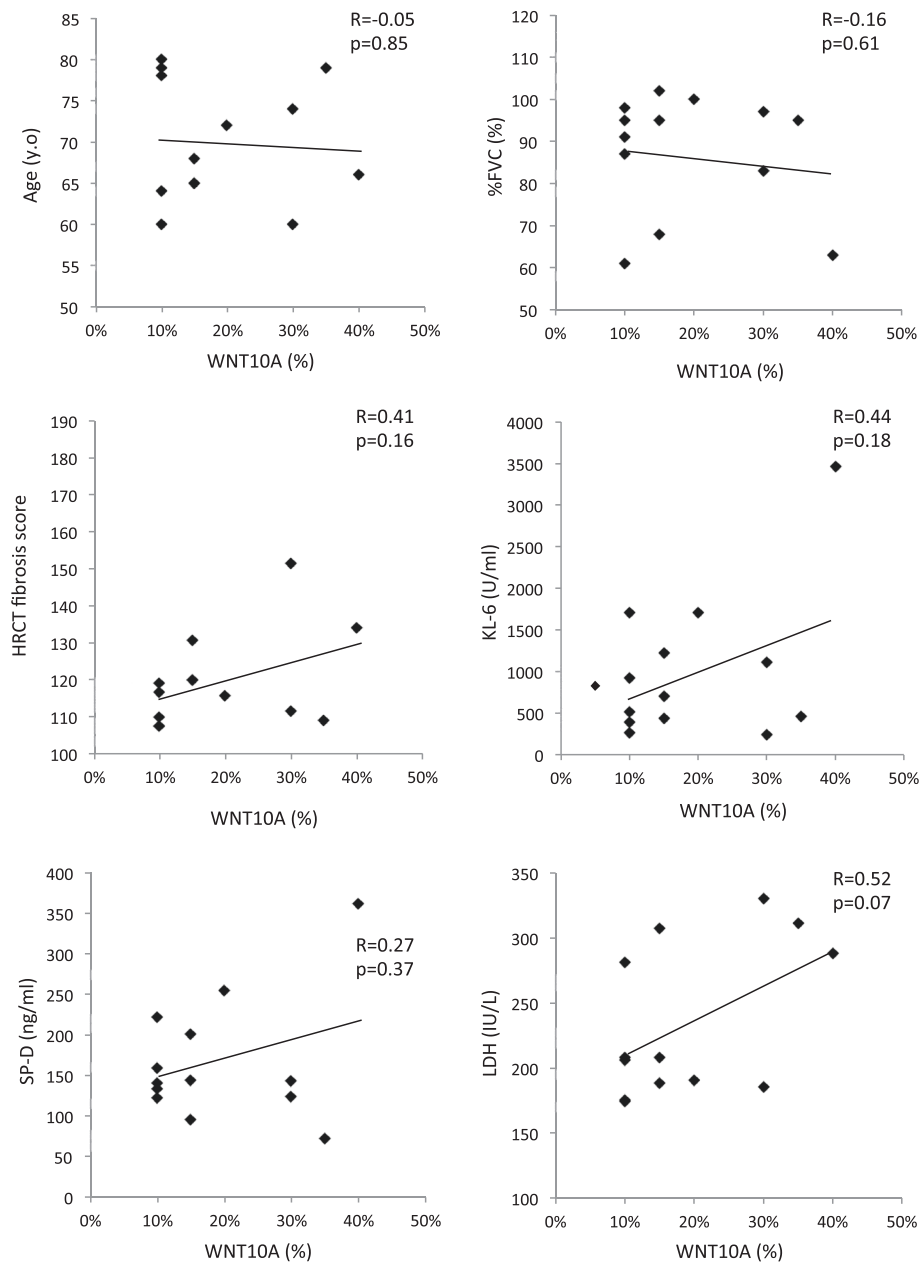 R=-0.05
p=0.85
85
80
75
70
65
60
55
50
Age (y.o)
0% 10% 20% 30% 40% 50%
WNT10A (%)
R=-0.16
p=0.61
120
110
100
90
80
70
60
50
%FVC (%)
0% 10% 20% 30% 40% 50%
WNT10A (%)
R=0.41
p=0.16
190
180
170
160
150
140
130
120
110
100
HRCT fibrosis score
0% 10% 20% 30% 40% 50%
WNT10A (%)
R=0.44
p=0.18
4000
3500
3000
2500
2000
1500
1000
500
0
KL-6 (U/ml)
0% 10% 20% 30% 40% 50%
WNT10A (%)
R=0.27
p=0.37
400
350
300
250
200
150
100
50
0
SP-D (ng/ml)
0% 10% 20% 30% 40% 50%
WNT10A (%)
R=0.52
p=0.07
350
300
250
200
150
100
LDH (IU/L)
0% 10% 20% 30% 40% 50%
WNT10A (%)